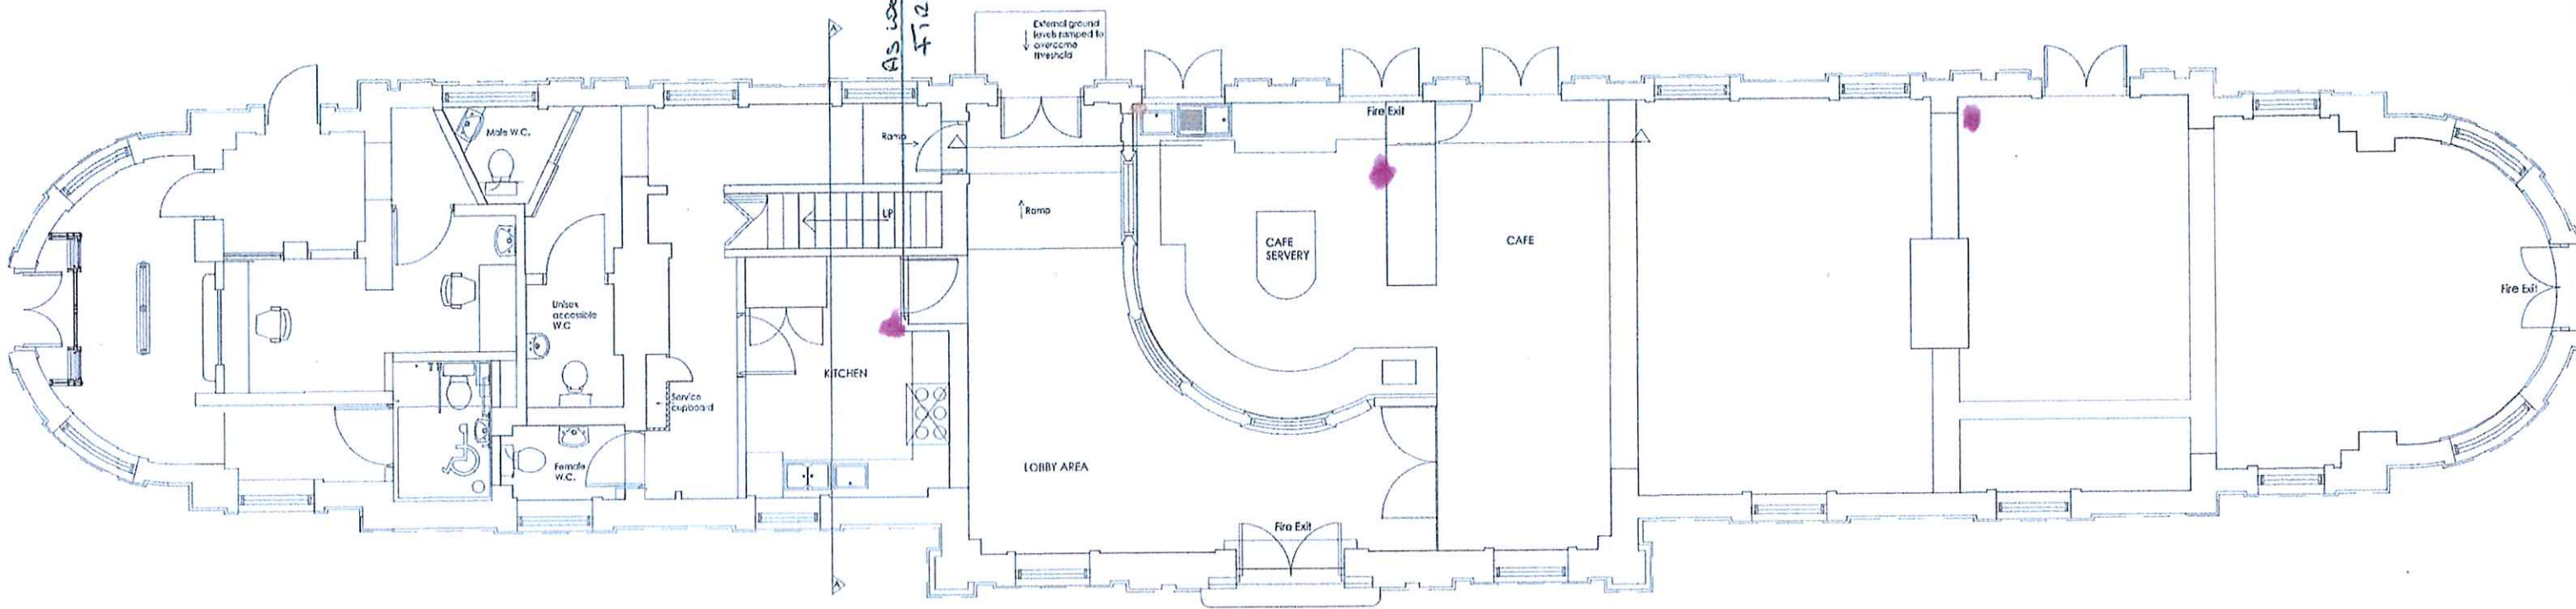 External ground
levels ramped to
overcome
threshold
Male W.C.
Ramp
Fire Exit
UP
Ramp
CAFE
SERVERY
CAFE
Fire Exit
Unisex
accessible
W.C
KITCHEN
Service
cupboard
Female
W.C.
LOBBY AREA
Fire Exit
A
A